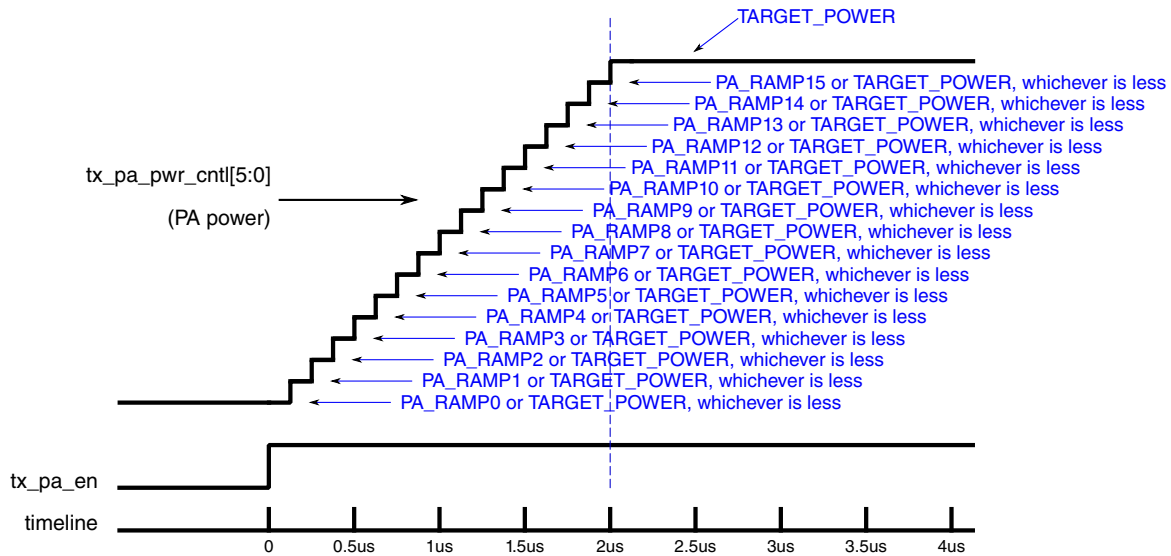 TARGET_POWER
PA_RAMP15 or TARGET_POWER, whichever is less
PA_RAMP14 or TARGET_POWER, whichever is less
PA_RAMP13 or TARGET_POWER, whichever is less
PA_RAMP12 or TARGET_POWER, whichever is less
PA_RAMP11 or TARGET_POWER, whichever is less
PA_RAMP10 or TARGET_POWER, whichever is less
PA_RAMP9 or TARGET_POWER, whichever is less
PA_RAMP8 or TARGET_POWER, whichever is less
PA_RAMP7 or TARGET_POWER, whichever is less
PA_RAMP6 or TARGET_POWER, whichever is less
PA_RAMP5 or TARGET_POWER, whichever is less
PA_RAMP4 or TARGET_POWER, whichever is less
PA_RAMP3 or TARGET_POWER, whichever is less
PA_RAMP2 or TARGET_POWER, whichever is less
PA_RAMP1 or TARGET_POWER, whichever is less
PA_RAMP0 or TARGET_POWER, whichever is less
tx_pa_pwr_cntl[5:0]
(PA power)
tx_pa_en
timeline
0 0.5us 1us 1.5us 2us 2.5us 3us 3.5us 4us